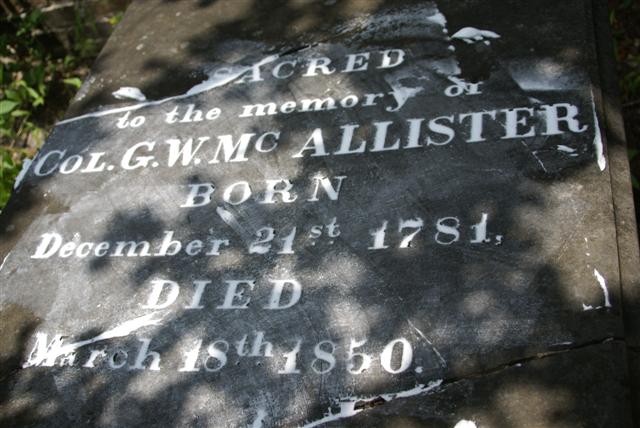 SACRED
to the memory of
COL. G. W. MC ALLISTER
BORN
December 21st 1781,
DIED
March 18th 1850.